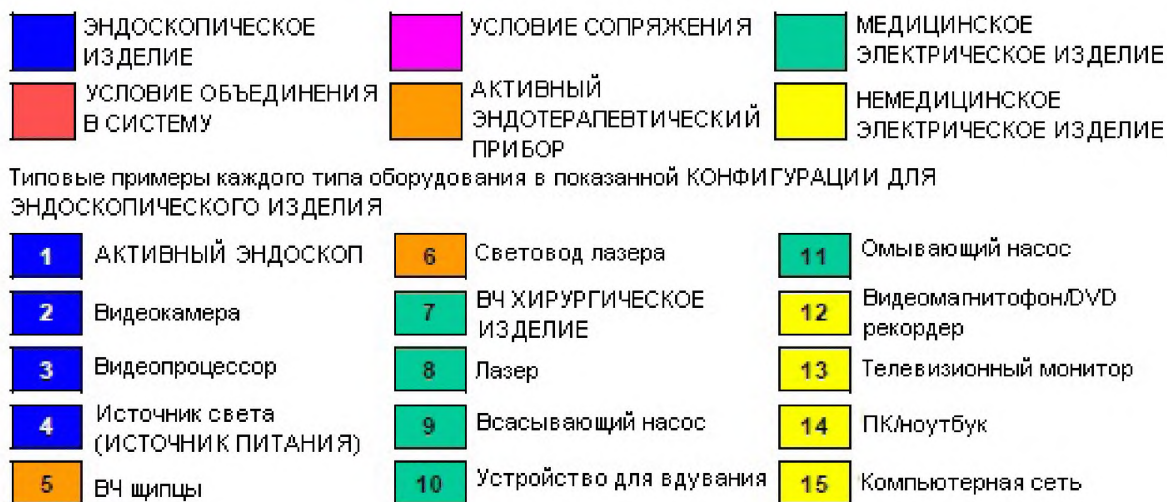 ЭНДОСКОПИЧЕСКОЕ
ИЗДЕЛИЕ
УСЛОВИЕ СОПРЯЖЕНИЯ
МЕДИЦИНСКОЕ
ЭЛЕКТРИЧЕСКОЕ ИЗДЕЛИЕ
УСЛОВИЕ ОБЪЕДИНЕНИЯ
В СИСТЕМУ
АКТИВНЫЙ
ЭНДОТЕРАПЕВТИЧЕСКИЙ
ПРИБОР
НЕМЕДИЦИНСКОЕ
ЭЛЕКТРИЧЕСКОЕ ИЗДЕЛИЕ
Типовые примеры каждого типа оборудования в показанной КОНФИГУРАЦИИ ДЛЯ
ЭНДОСКОПИЧЕСКОГО ИЗДЕЛИЯ
1 АКТИВНЫЙ ЭНДОСКОП
2 Видеокамера
3 Видеопроцессор
4 Источник света
(ИСТОЧНИК ПИТАНИЯ)
5 ВЧ щипцы
6 Световод лазера
7 ВЧ ХИРУРГИЧЕСКОЕ
ИЗДЕЛИЕ
8 Лазер
9 Всасывающий насос
10 Устройство для вдувания
11 Омывающий насос
12 Видеомагнитофон/DVD
рекордер
13 Телевизионный монитор
14 ПК/ноутбук
15 Компьютерная сеть